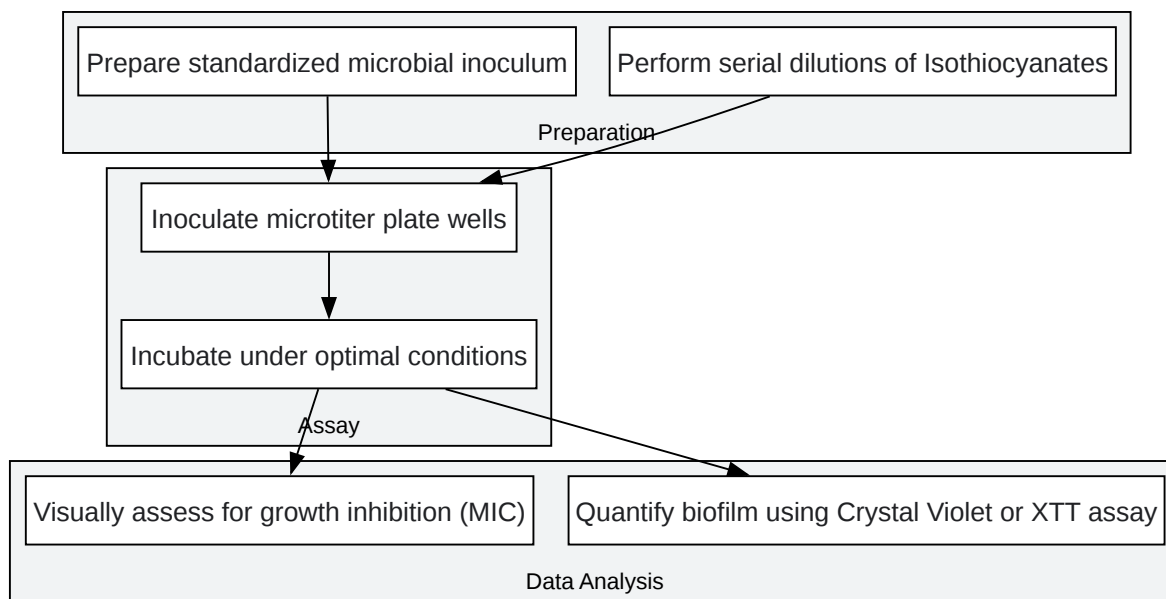 Prepare standardized microbial inoculum
Perform serial dilutions of Isothiocyanates
Preparation
Inoculate microtiter plate wells
Incubate under optimal conditions
Assay
Visually assess for growth inhibition (MIC)
Quantify biofilm using Crystal Violet or XTT assay
Data Analysis